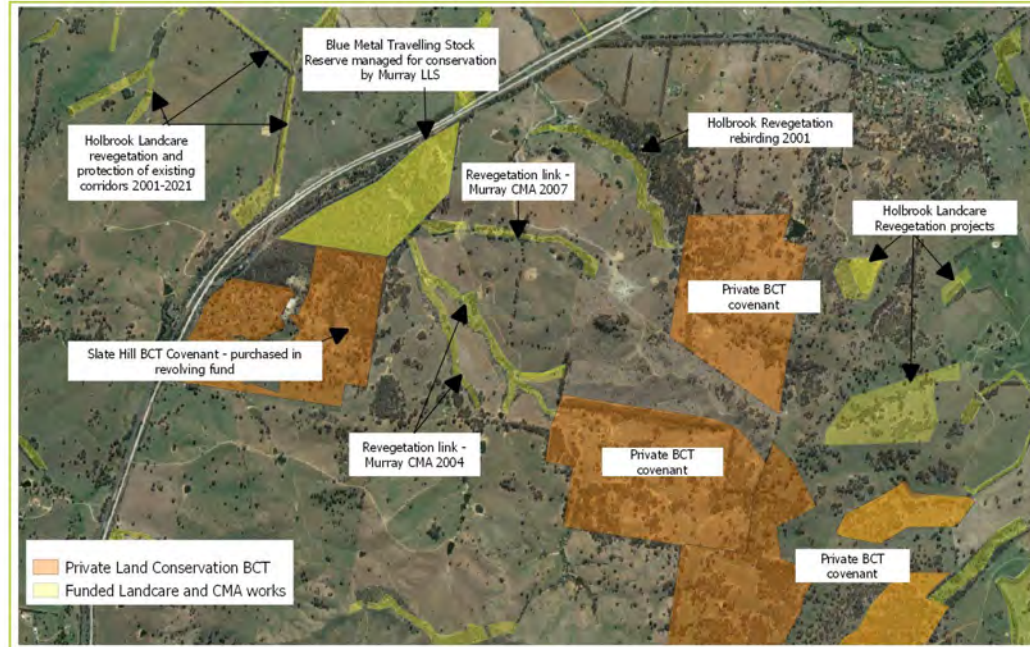 Blue Metal Travelling Stock
Reserve managed for conservation
by Murray LLS
Holbrook Landcare
revegetation and
protection of existing
corridors 2001-2021
Holbrook Revegetation
rebirding 2001
Revegetation link -
Murray CMA 2007
Holbrook Landcare
Revegetation projects
Private BCT
covenant
Slate Hill BCT Covenant - purchased in
revolving fund
Revegetation link -
Murray CMA 2004
Private BCT
covenant
Private BCT
covenant
Private Land Conservation BCT
Funded Landcare and CMA works